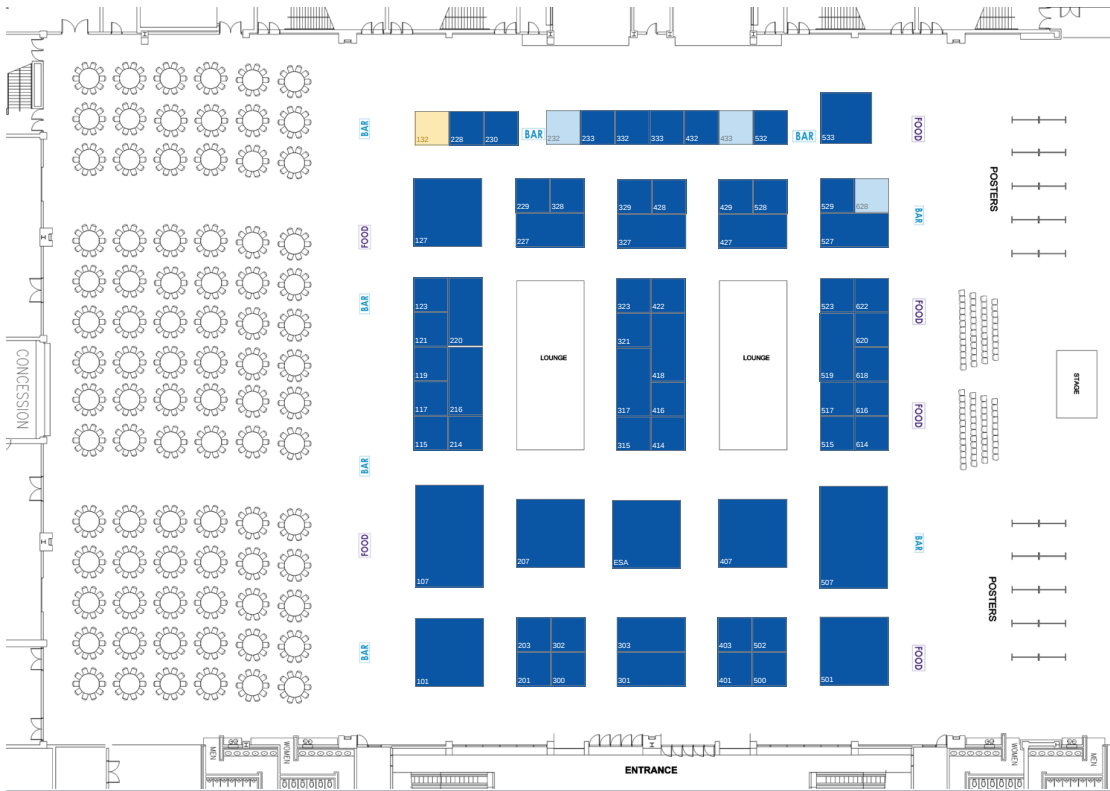 BAR
132
228
230
BAR
232
233
332
333
432
433
532
BAR
533
FOOD
POSTERS
127
229
328
227
329
428
327
429
528
427
529
628
527
BAR
FOOD
BAR
123
121
220
119
117
216
115
214
LOUNGE
323
422
321
418
317
416
315
414
LOUNGE
523
622
620
519
618
517
616
515
614
FOOD
FOOD
STAGE
CONCESSION
BAR
FOOD
107
207
ESA
407
507
BAR
POSTERS
BAR
101
203
302
201
300
303
301
403
502
401
500
501
FOOD
MEN
WOMEN
ENTRANCE
WOMEN
MEN
H
H
H